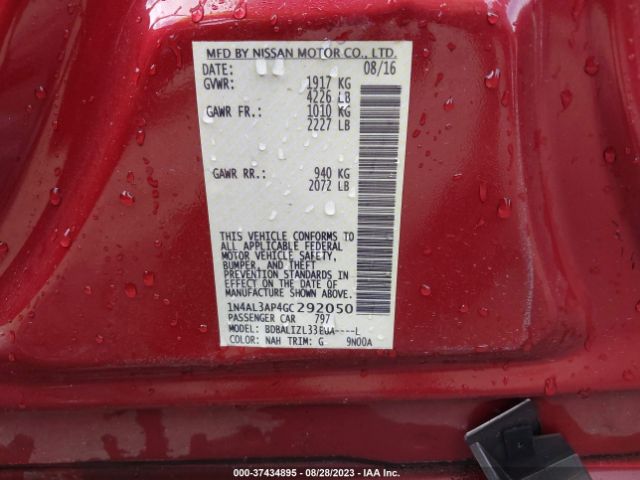 MFD BY NISSAN MOTOR CO., LTD.
DATE: 08/16
GVWR: 1917 KG
4226 LB
GAWR FR.: 1010 KG
2227 LB
GAWR RR.: 940 KG
2072 LB
THIS VEHICLE CONFORMS TO
ALL APPLICABLE FEDERAL
MOTOR VEHICLE SAFETY,
BUMPER, AND THEFT
PREVENTION STANDARDS IN
EFFECT ON THE DATE OF
MANUFACTURE SHOWN ABOVE.
1N4AL3AP4GC292050
PASSENGER CAR 797
MODEL: BDBALIZL33EUA----L
COLOR: NAH TRIM: G 9N00A
000-37434895 - 08/28/2023 - IAA Inc.